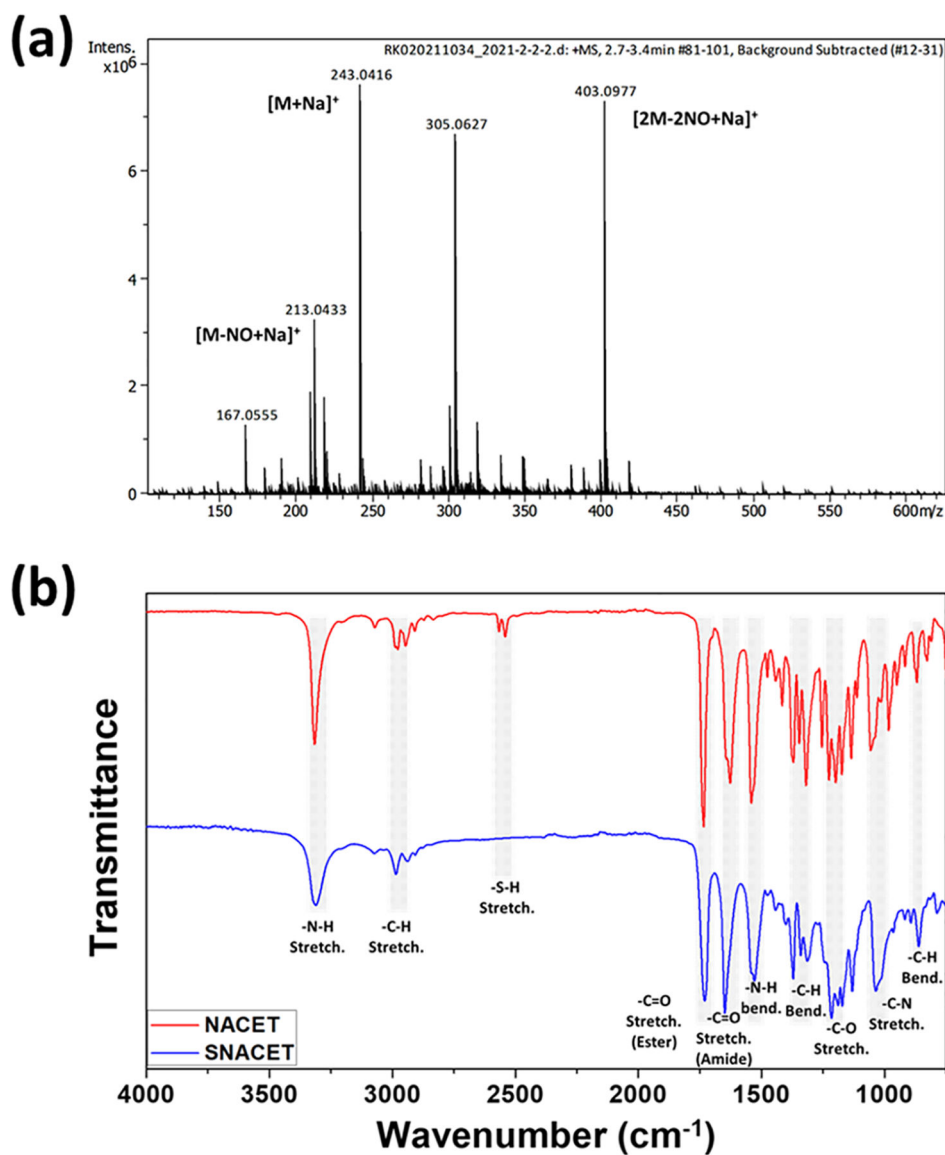 (a)
Intens.
x10⁶
RK020211034_2021-2-2-2.d: +MS, 2.7-3.4min #81-101, Background Subtracted (#12-31)
243.0416
[M+Na]⁺
403.0977
[2M-2NO+Na]⁺
305.0627
8
6
4
213.0433
[M-NO+Na]⁺
2
167.0555
0
150 200 250 300 350 400 450 500 550 600 m/z
(b)
Transmittance
-N-H
Stretch.
-C-H
Stretch.
-S-H
Stretch.
-C=O
Stretch.
(Ester)
-C=O
Stretch.
(Amide)
-N-H
bend.
-C-H
Bend.
-C-O
Stretch.
-C-N
Stretch.
-C-H
Bend.
NACET
SNACET
4000 3500 3000 2500 2000 1500 1000
Wavenumber (cm⁻¹)